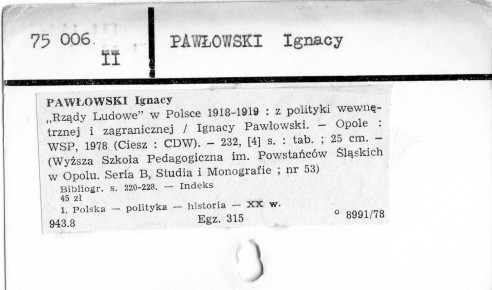 75 006.
II
PAWŁOWSKI Ignacy
PAWŁOWSKI Ignacy
„Rządy Ludowe" w Polsce 1918-1919 : z polityki wewnę-
trznej i zagranicznej / Ignacy Pawłowski. — Opole :
WSP, 1978 (Ciesz : CDW). — 232, [4] s. : tab. ; 25 cm. —
(Wyższa Szkoła Pedagogiczna im. Powstańców Śląskich
w Opolu. Seria B, Studia i Monografie ; nr 53)
Bibliogr. s. 220-228. — Indeks
45 zł
1. Polska — polityka — historia — XX w.
943.8 Egz. 315 ° 8991/78